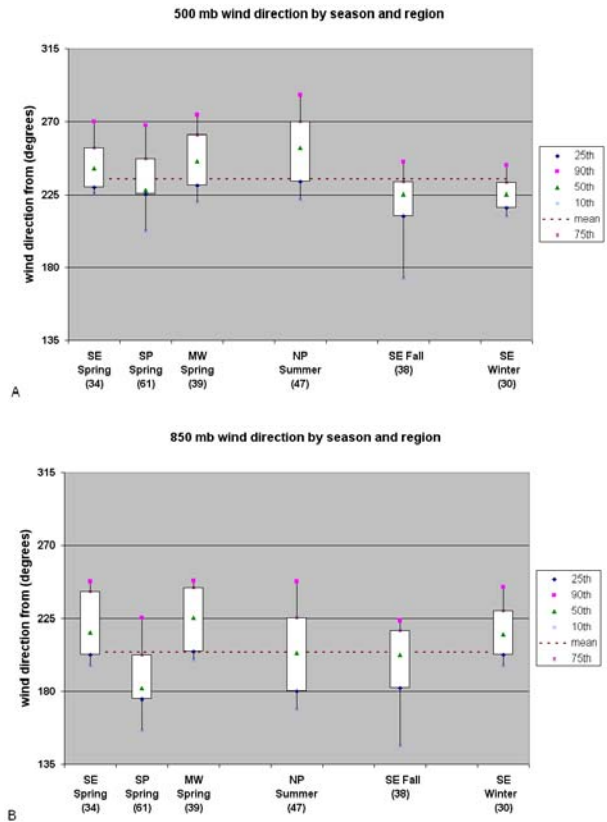 500 mb wind direction by season and region
wind direction from (degrees)
315
270
225
180
135
SE Spring (34)
SP Spring (61)
MW Spring (39)
NP Summer (47)
SE Fall (38)
SE Winter (30)
25th
90th
50th
10th
mean
75th
A
850 mb wind direction by season and region
wind direction from (degrees)
315
270
225
180
135
SE Spring (34)
SP Spring (61)
MW Spring (39)
NP Summer (47)
SE Fall (38)
SE Winter (30)
25th
90th
50th
10th
mean
75th
B